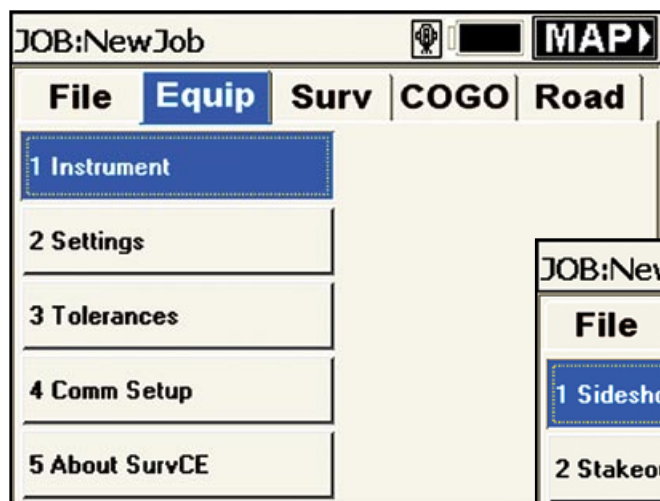 JOB:NewJob MAP
File Equip Surv COGO Road
1 Instrument
2 Settings
3 Tolerances
4 Comm Setup
5 About SurvCE
File